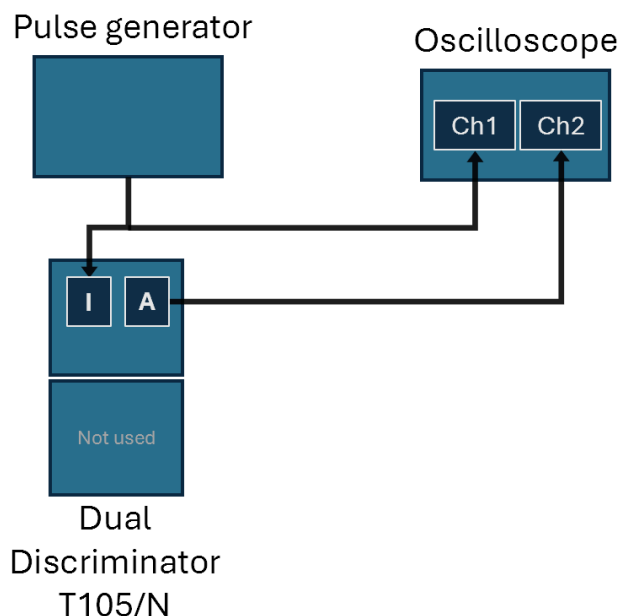 Pulse generator
Oscilloscope
Ch1
Ch2
I
A
Not used
Dual
Discriminator
T105/N